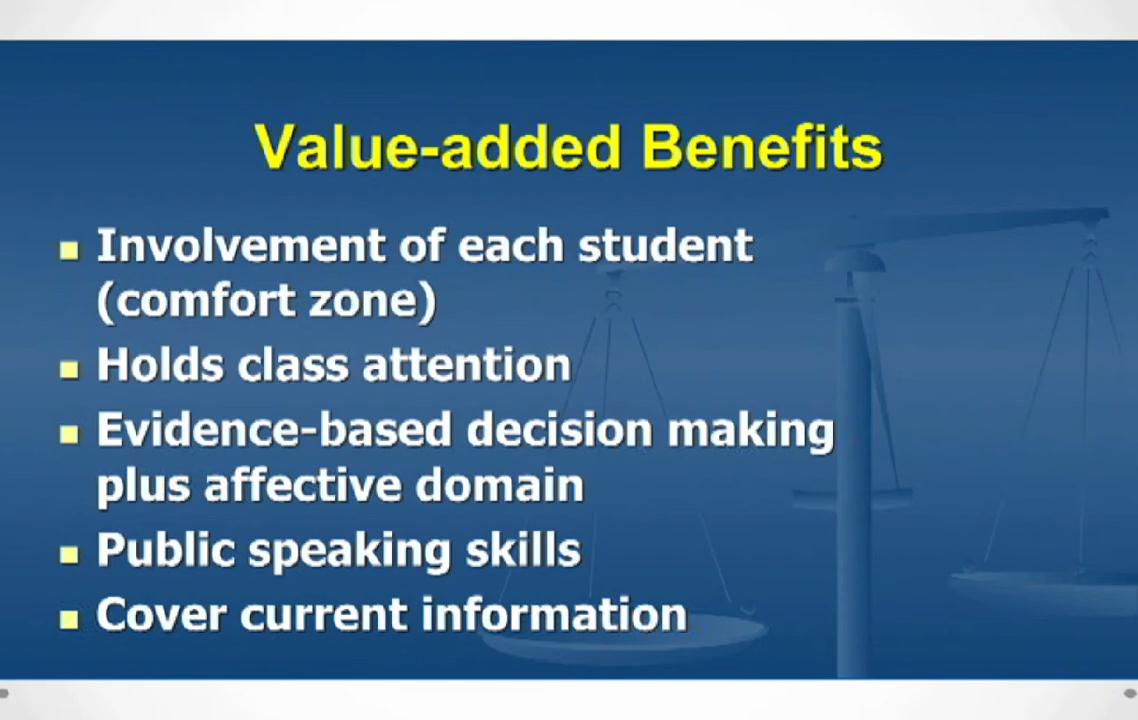 Value-added Benefits
Involvement of each student
(comfort zone)
Holds class attention
Evidence-based decision making
plus affective domain
Public speaking skills
Cover current information